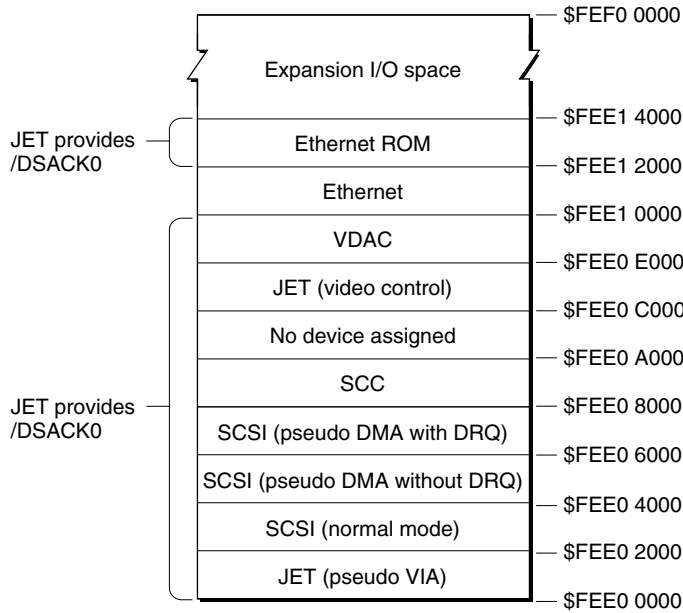 $FEF0 0000
Expansion I/O space
$FEE1 4000
JET provides
/DSACK0
Ethernet ROM
$FEE1 2000
Ethernet
$FEE1 0000
VDAC
$FEE0 E000
JET (video control)
$FEE0 C000
No device assigned
$FEE0 A000
SCC
JET provides
/DSACK0
$FEE0 8000
SCSI (pseudo DMA with DRQ)
$FEE0 6000
SCSI (pseudo DMA without DRQ)
$FEE0 4000
SCSI (normal mode)
$FEE0 2000
JET (pseudo VIA)
$FEE0 0000